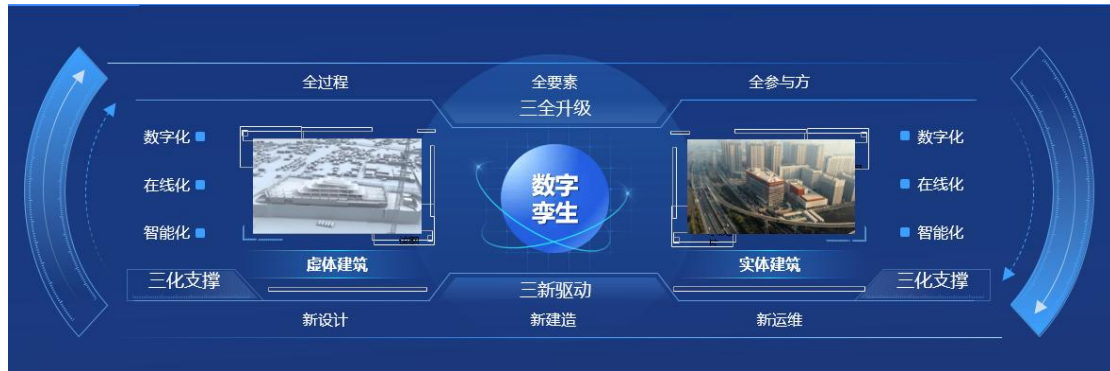 全过程 全要素 全参与方
三全升级
数字化 数字化
在线化 在线化
智能化 智能化
数字
孪生
虚体建筑 实体建筑
三化支撑 三新驱动 三化支撑
新设计 新建造 新运维